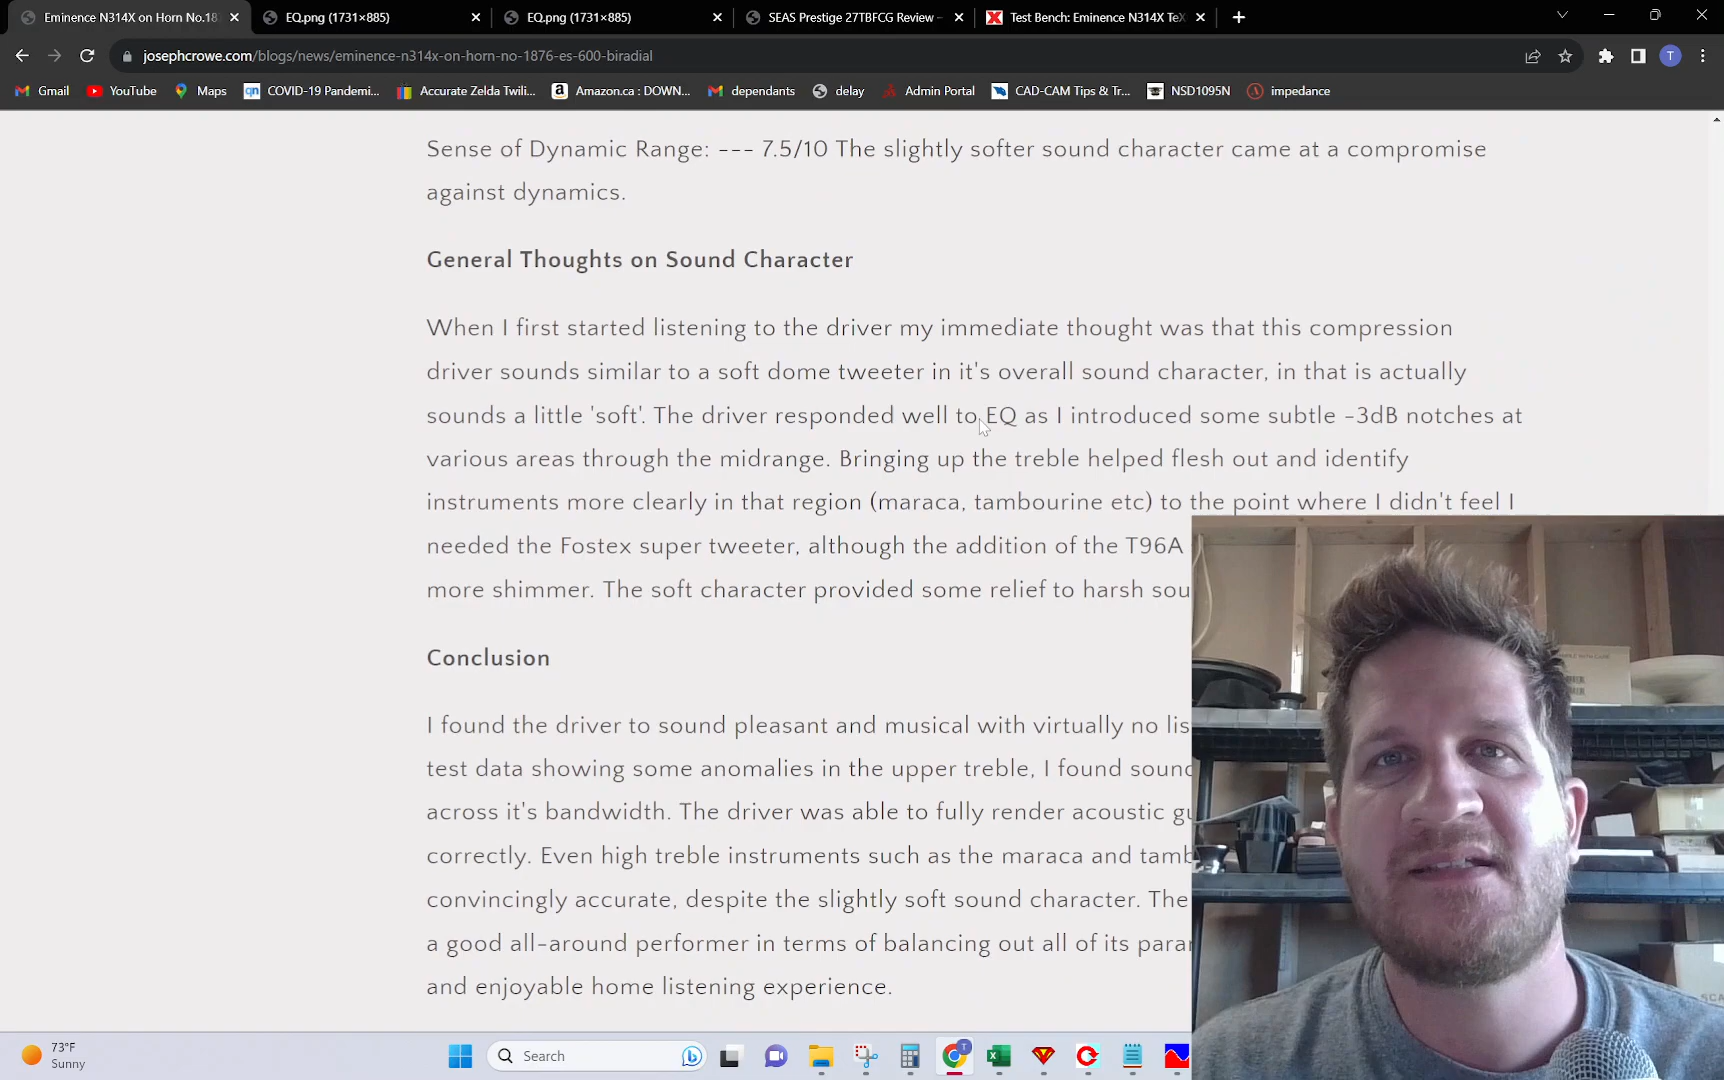 Eminence N314X on Horn No.187
EQ.png (1731×885)
EQ.png (1731×885)
SEAS Prestige 27TBFCG Review –
Test Bench: Eminence N314X TeX
josephcrowe.com/blogs/news/eminence-n314x-on-horn-no-1876-es-600-biradial
T
Gmail
YouTube
Maps
COVID-19 Pandemi...
Accurate Zelda Twili...
Amazon.ca : DOWN...
dependants
delay
Admin Portal
CAD-CAM Tips & Tr...
NSD1095N
impedance
Sense of Dynamic Range: --- 7.5/10 The slightly softer sound character came at a compromise
against dynamics.
General Thoughts on Sound Character
When I first started listening to the driver my immediate thought was that this compression
driver sounds similar to a soft dome tweeter in it's overall sound character, in that is actually
sounds a little 'soft'. The driver responded well to EQ as I introduced some subtle -3dB notches at
various areas through the midrange. Bringing up the treble helped flesh out and identify
instruments more clearly in that region (maraca, tambourine etc) to the point where I didn't feel I
needed the Fostex super tweeter, although the addition of the T96A
more shimmer. The soft character provided some relief to harsh sou
Conclusion
I found the driver to sound pleasant and musical with virtually no lis
test data showing some anomalies in the upper treble, I found sound
across it's bandwidth. The driver was able to fully render acoustic gu
correctly. Even high treble instruments such as the maraca and tamb
convincingly accurate, despite the slightly soft sound character. The
a good all-around performer in terms of balancing out all of its para
and enjoyable home listening experience.
73°F
Sunny
Search